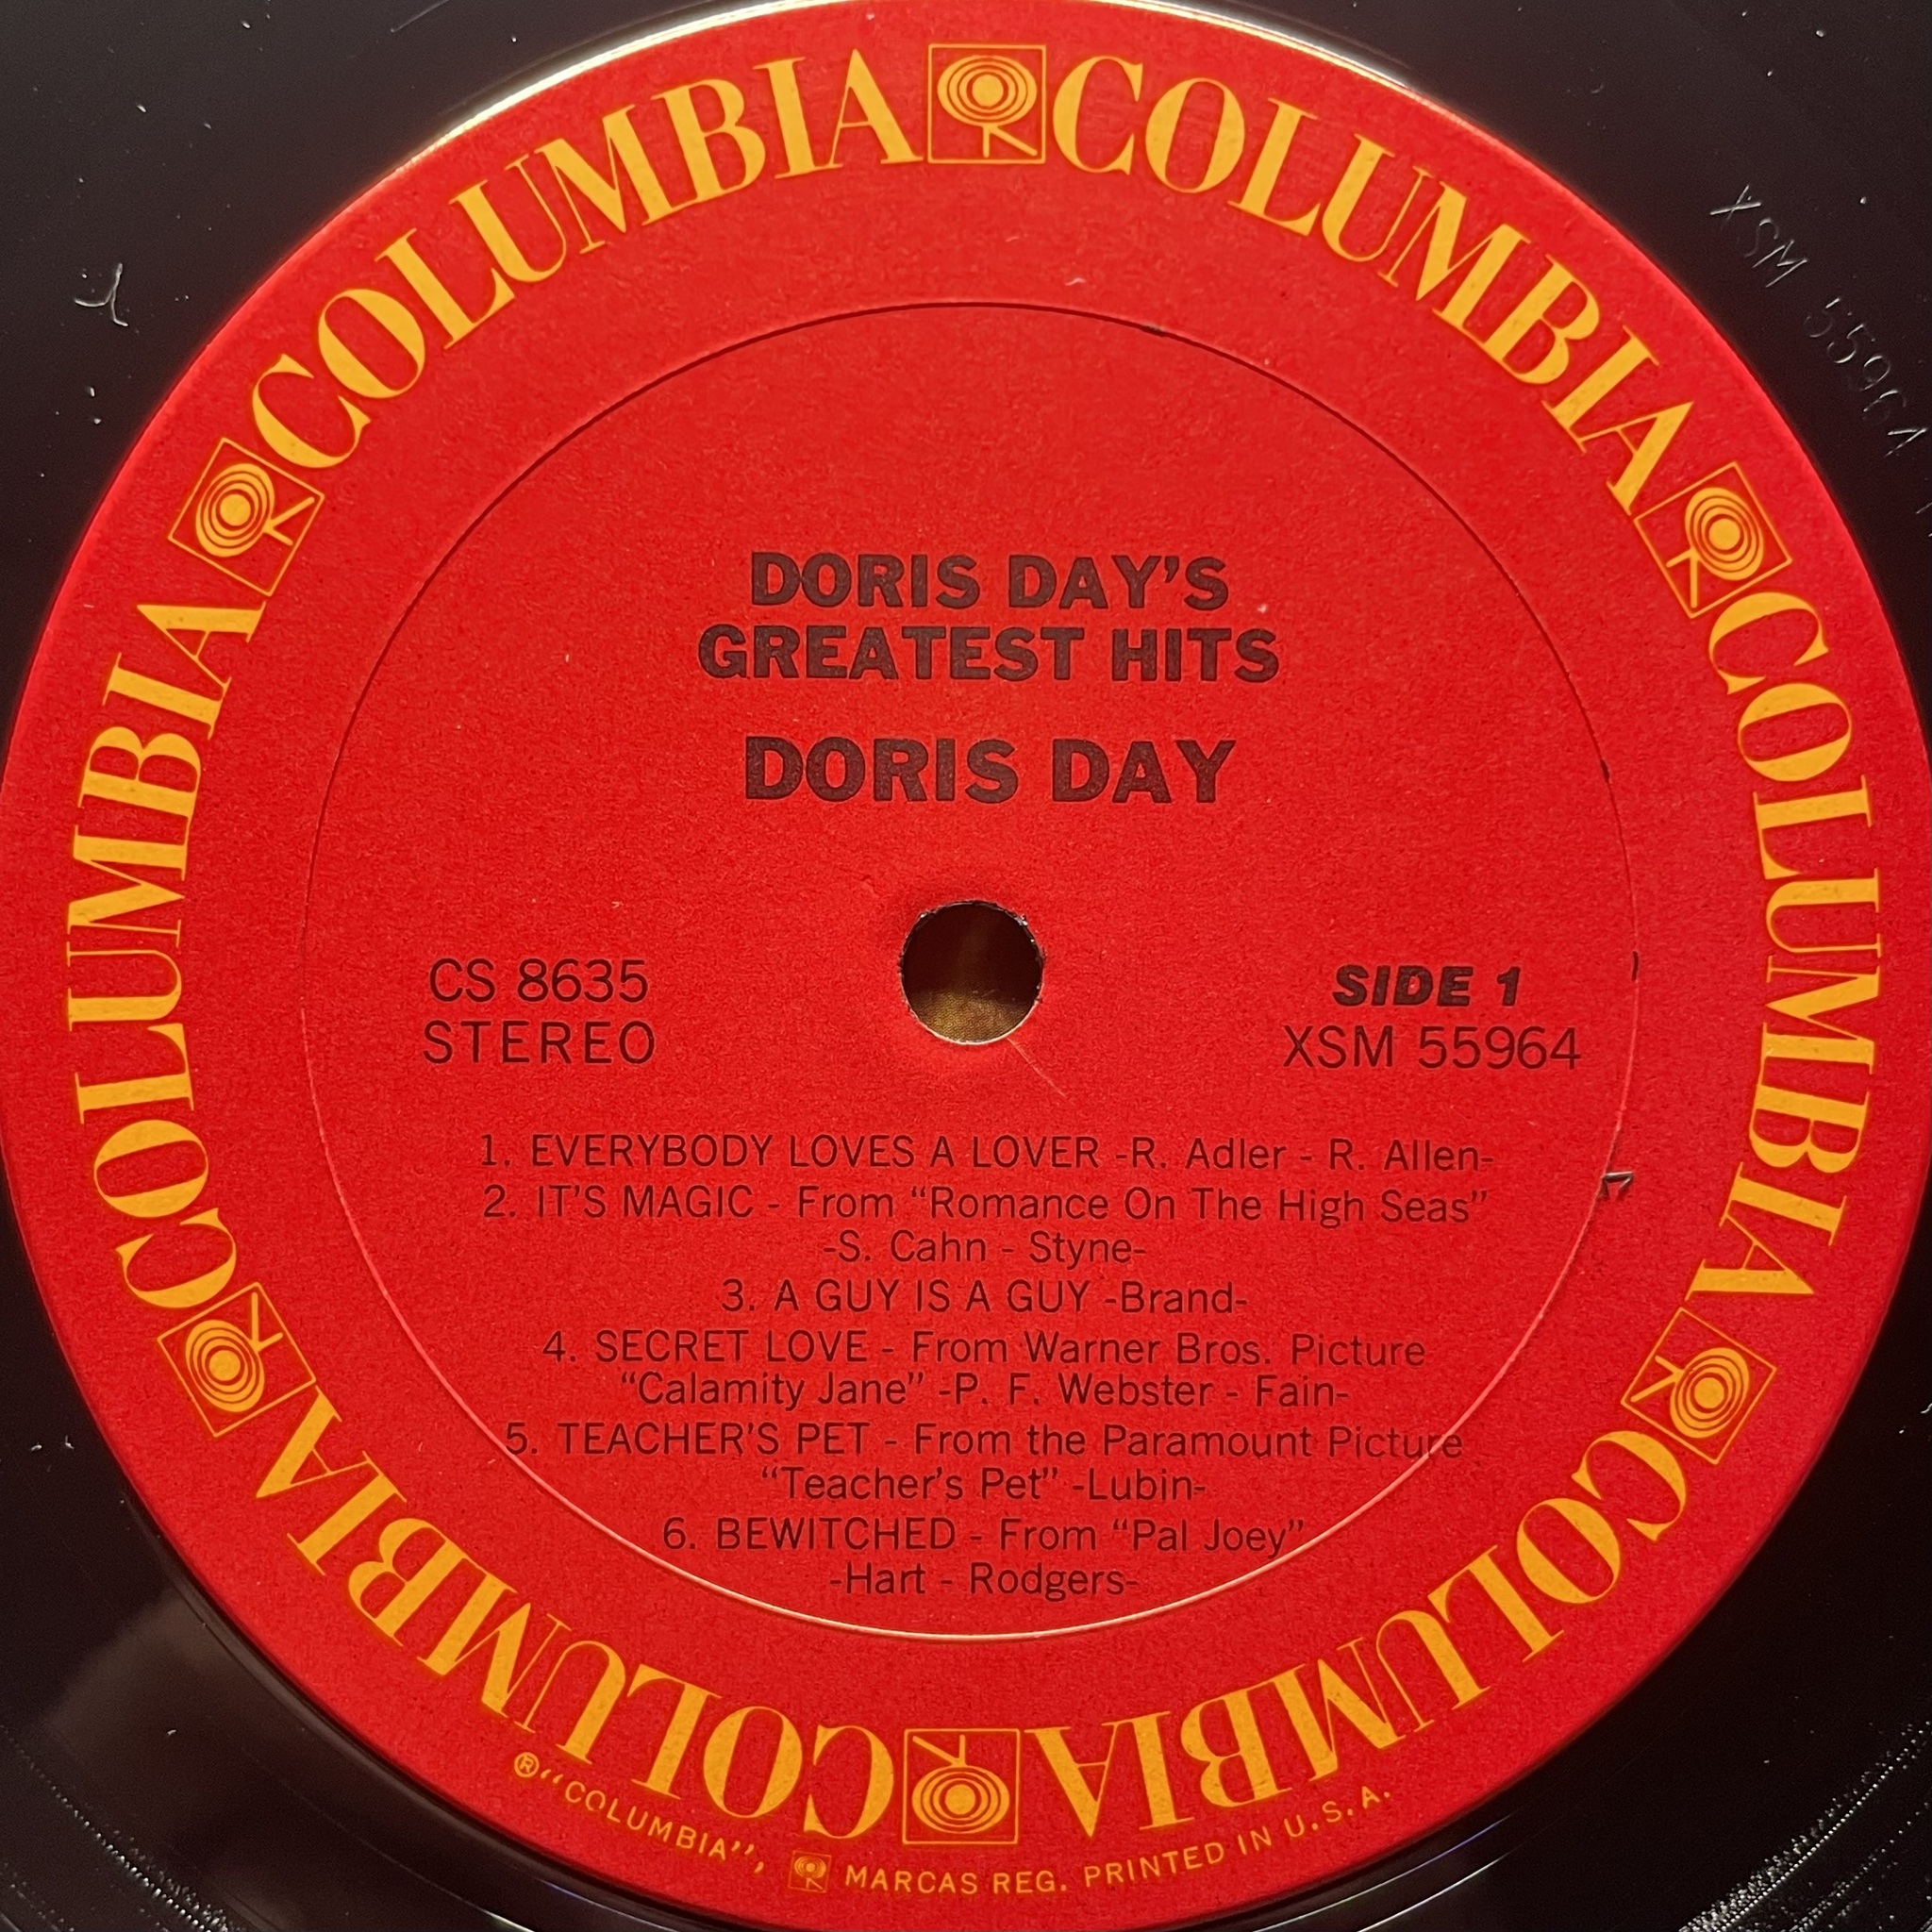 COLUMBIA COLUMBIA COLUMBIA COLUMBIA COLUMBIA COLUMBIA
DORIS DAY'S
GREATEST HITS
DORIS DAY
CS 8635
STEREO
SIDE 1
XSM 55964
1. EVERYBODY LOVES A LOVER -R. Adler - R. Allen-
2. IT'S MAGIC - From “Romance On The High Seas”
-S. Cahn - Styne-
3. A GUY IS A GUY -Brand-
4. SECRET LOVE - From Warner Bros. Picture
“Calamity Jane” -P. F. Webster - Fain-
5. TEACHER'S PET - From the Paramount Picture
“Teacher's Pet” -Lubin-
6. BEWITCHED - From “Pal Joey”
-Hart - Rodgers-
® “COLUMBIA”, MARCAS REG. PRINTED IN U.S.A.
XSM 55964